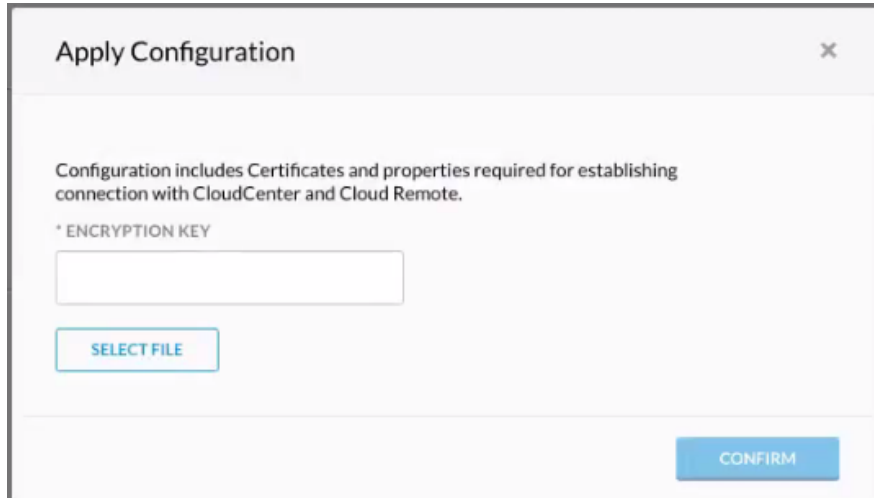 Apply Configuration
Configuration includes Certificates and properties required for establishing
connection with CloudCenter and Cloud Remote.
* ENCRYPTION KEY
SELECT FILE
CONFIRM